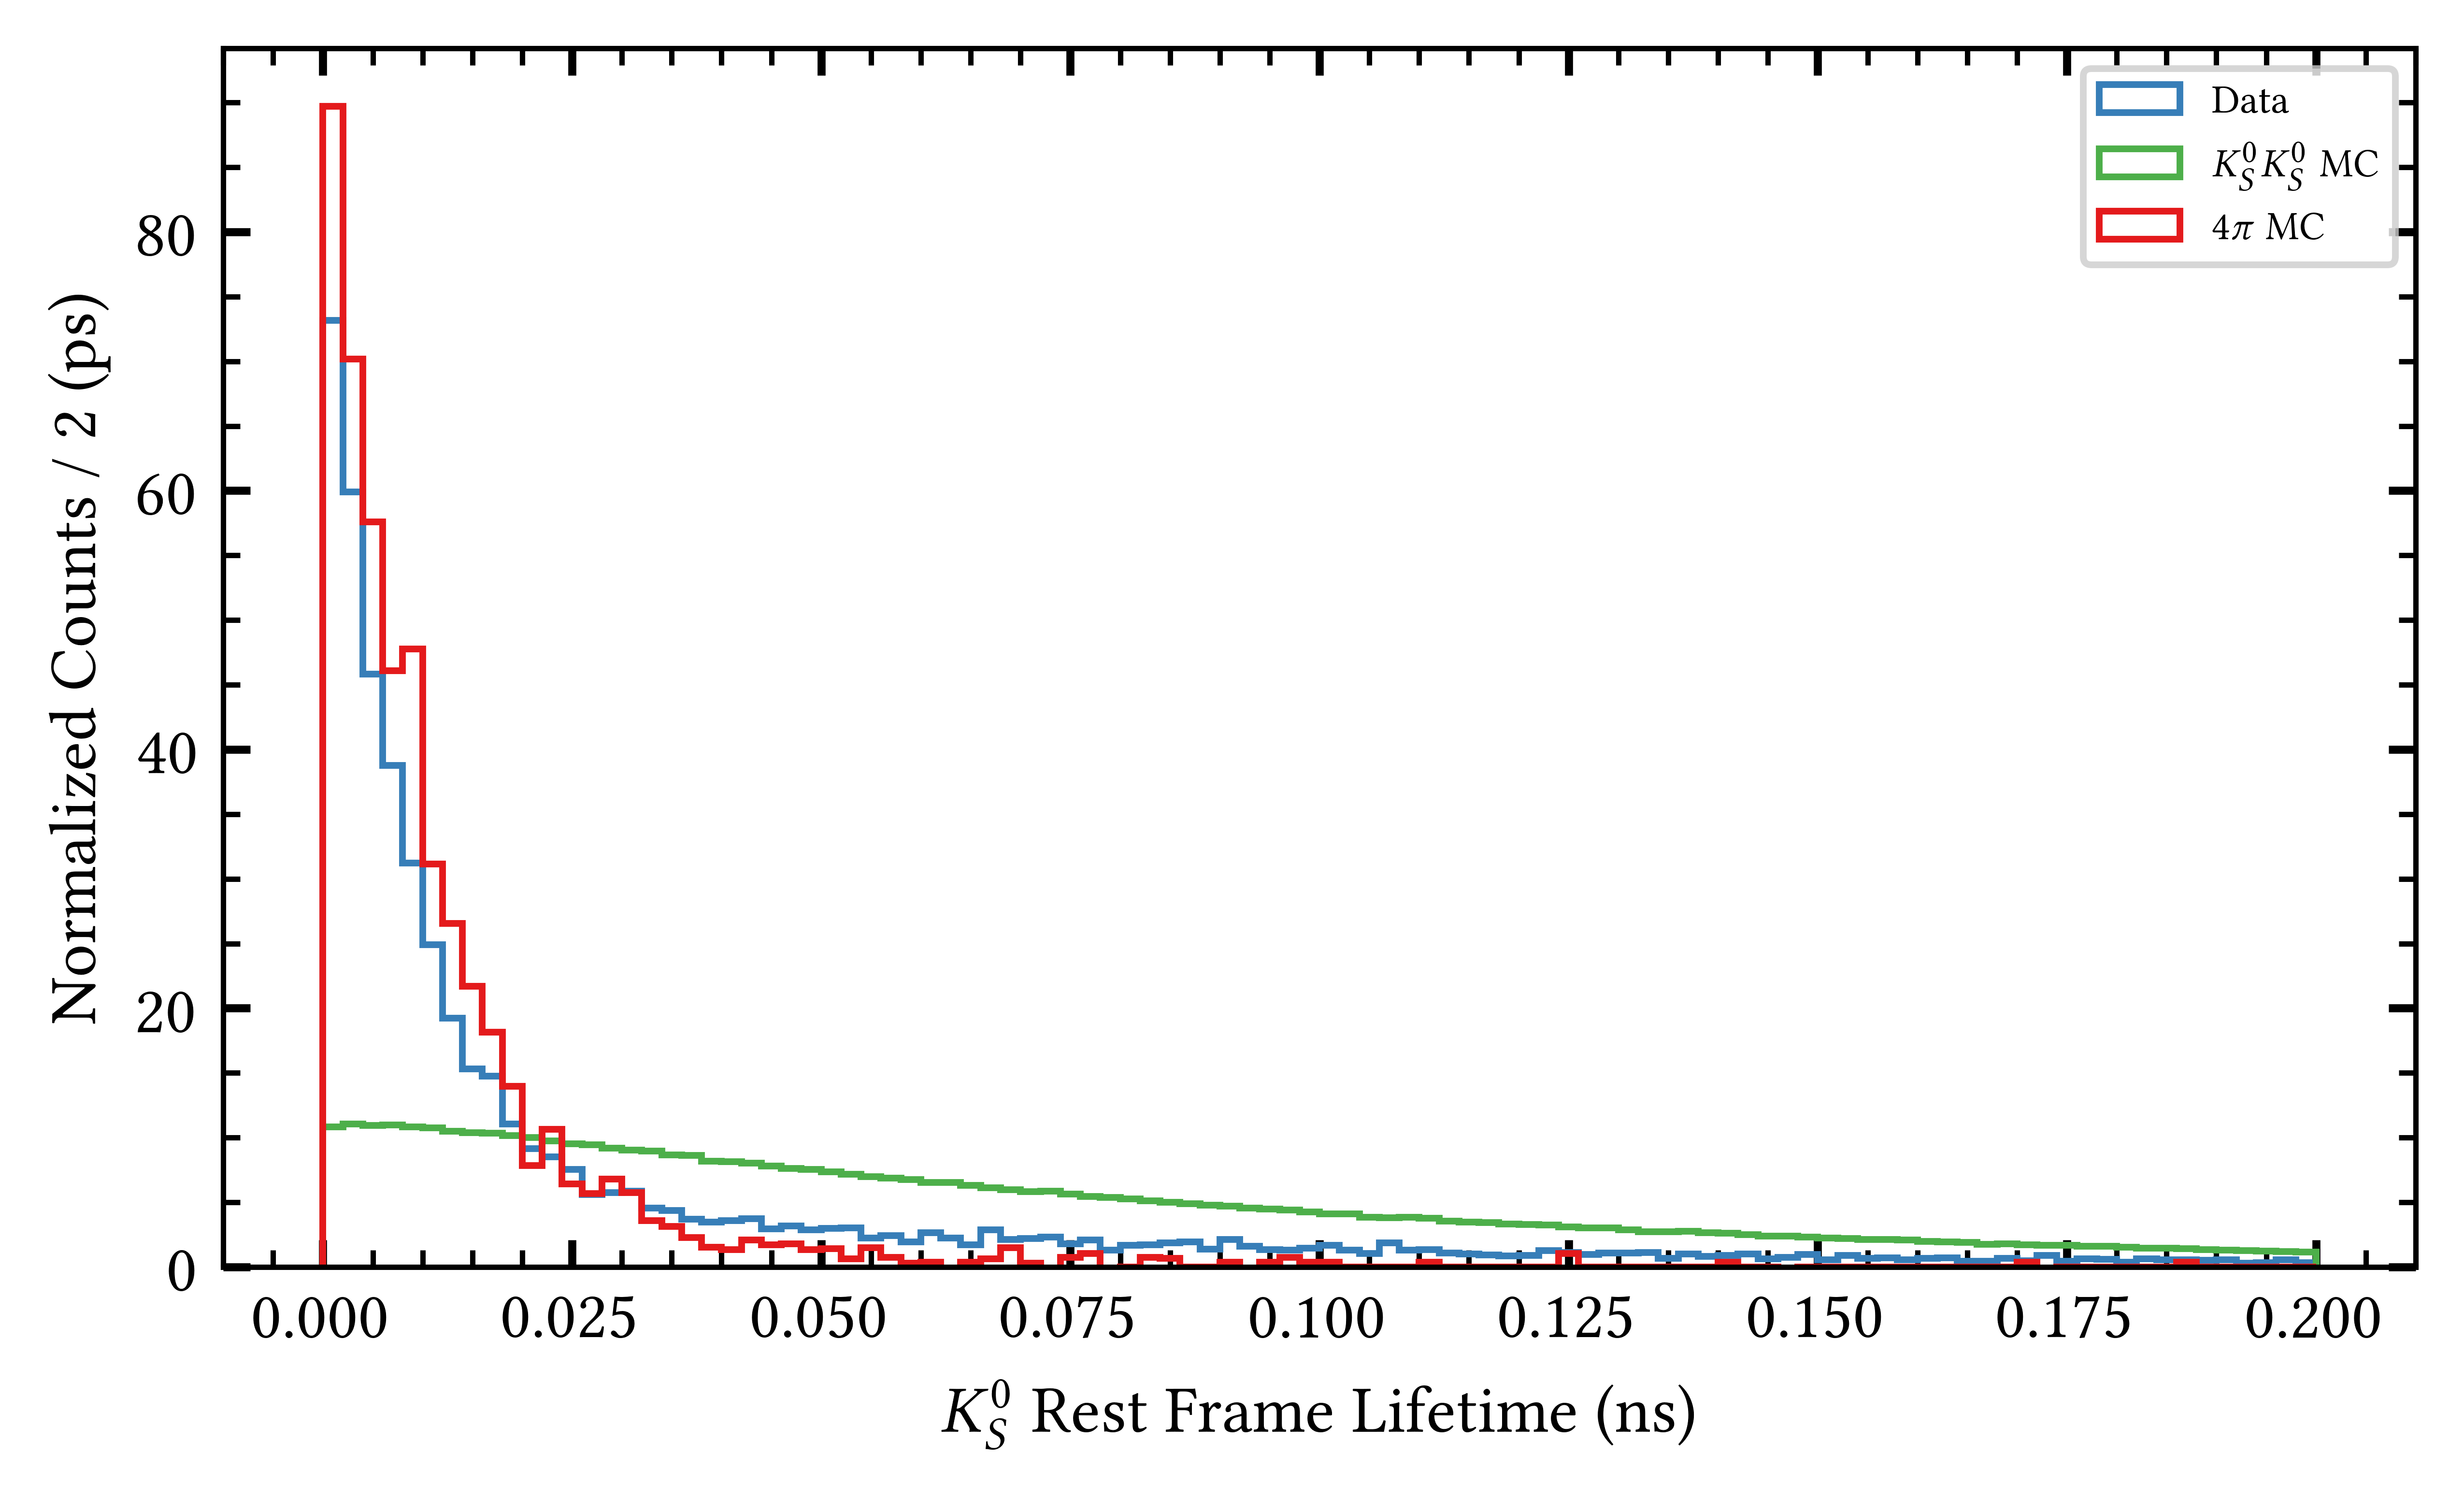 Normalized Counts / 2 (ps)
80
60
40
20
0
0.000 0.025 0.050 0.075 0.100 0.125 0.150 0.175 0.200
$K_S^0$ Rest Frame Lifetime (ns)
Data
$K_S^0 K_S^0$ MC
4π MC